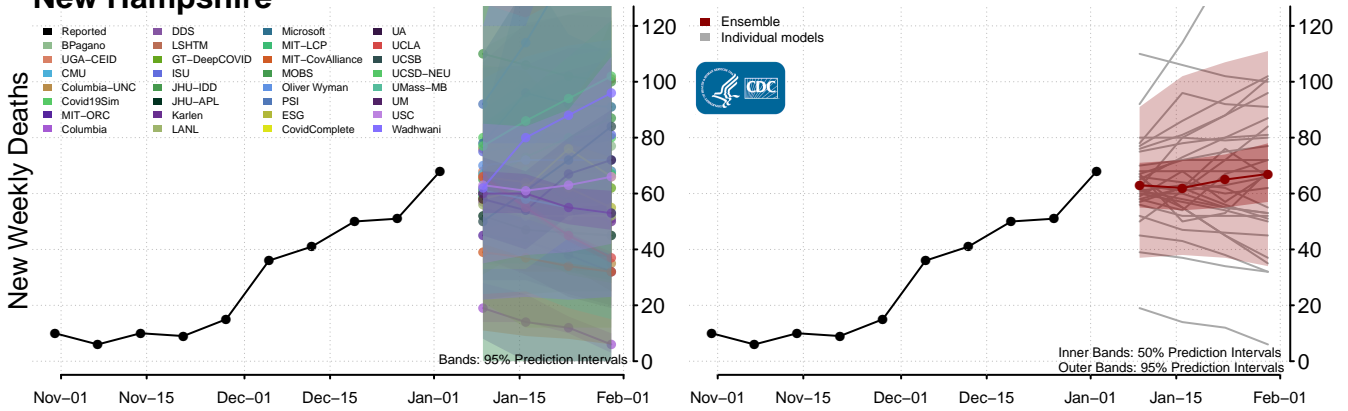 New Hampshire
New Weekly Deaths
Reported
BPagano
UGA−CEID
CMU
Columbia−UNC
Covid19Sim
MIT−ORC
Columbia
DDS
LSHTM
GT−DeepCOVID
ISU
JHU−IDD
JHU−APL
Karlen
LANL
Microsoft
MIT−LCP
MIT−CovAlliance
MOBS
Oliver Wyman
PSI
ESG
CovidComplete
UA
UCLA
UCSB
UCSD−NEU
UMass−MB
UM
USC
Wadhwani
Bands: 95% Prediction Intervals
120
100
80
60
40
20
0
Nov−01 Nov−15 Dec−01 Dec−15 Jan−01 Jan−15 Feb−01
Ensemble
Individual models
CDC
Inner Bands: 50% Prediction Intervals
Outer Bands: 95% Prediction Intervals
120
100
80
60
40
20
0
Nov−01 Nov−15 Dec−01 Dec−15 Jan−01 Jan−15 Feb−01